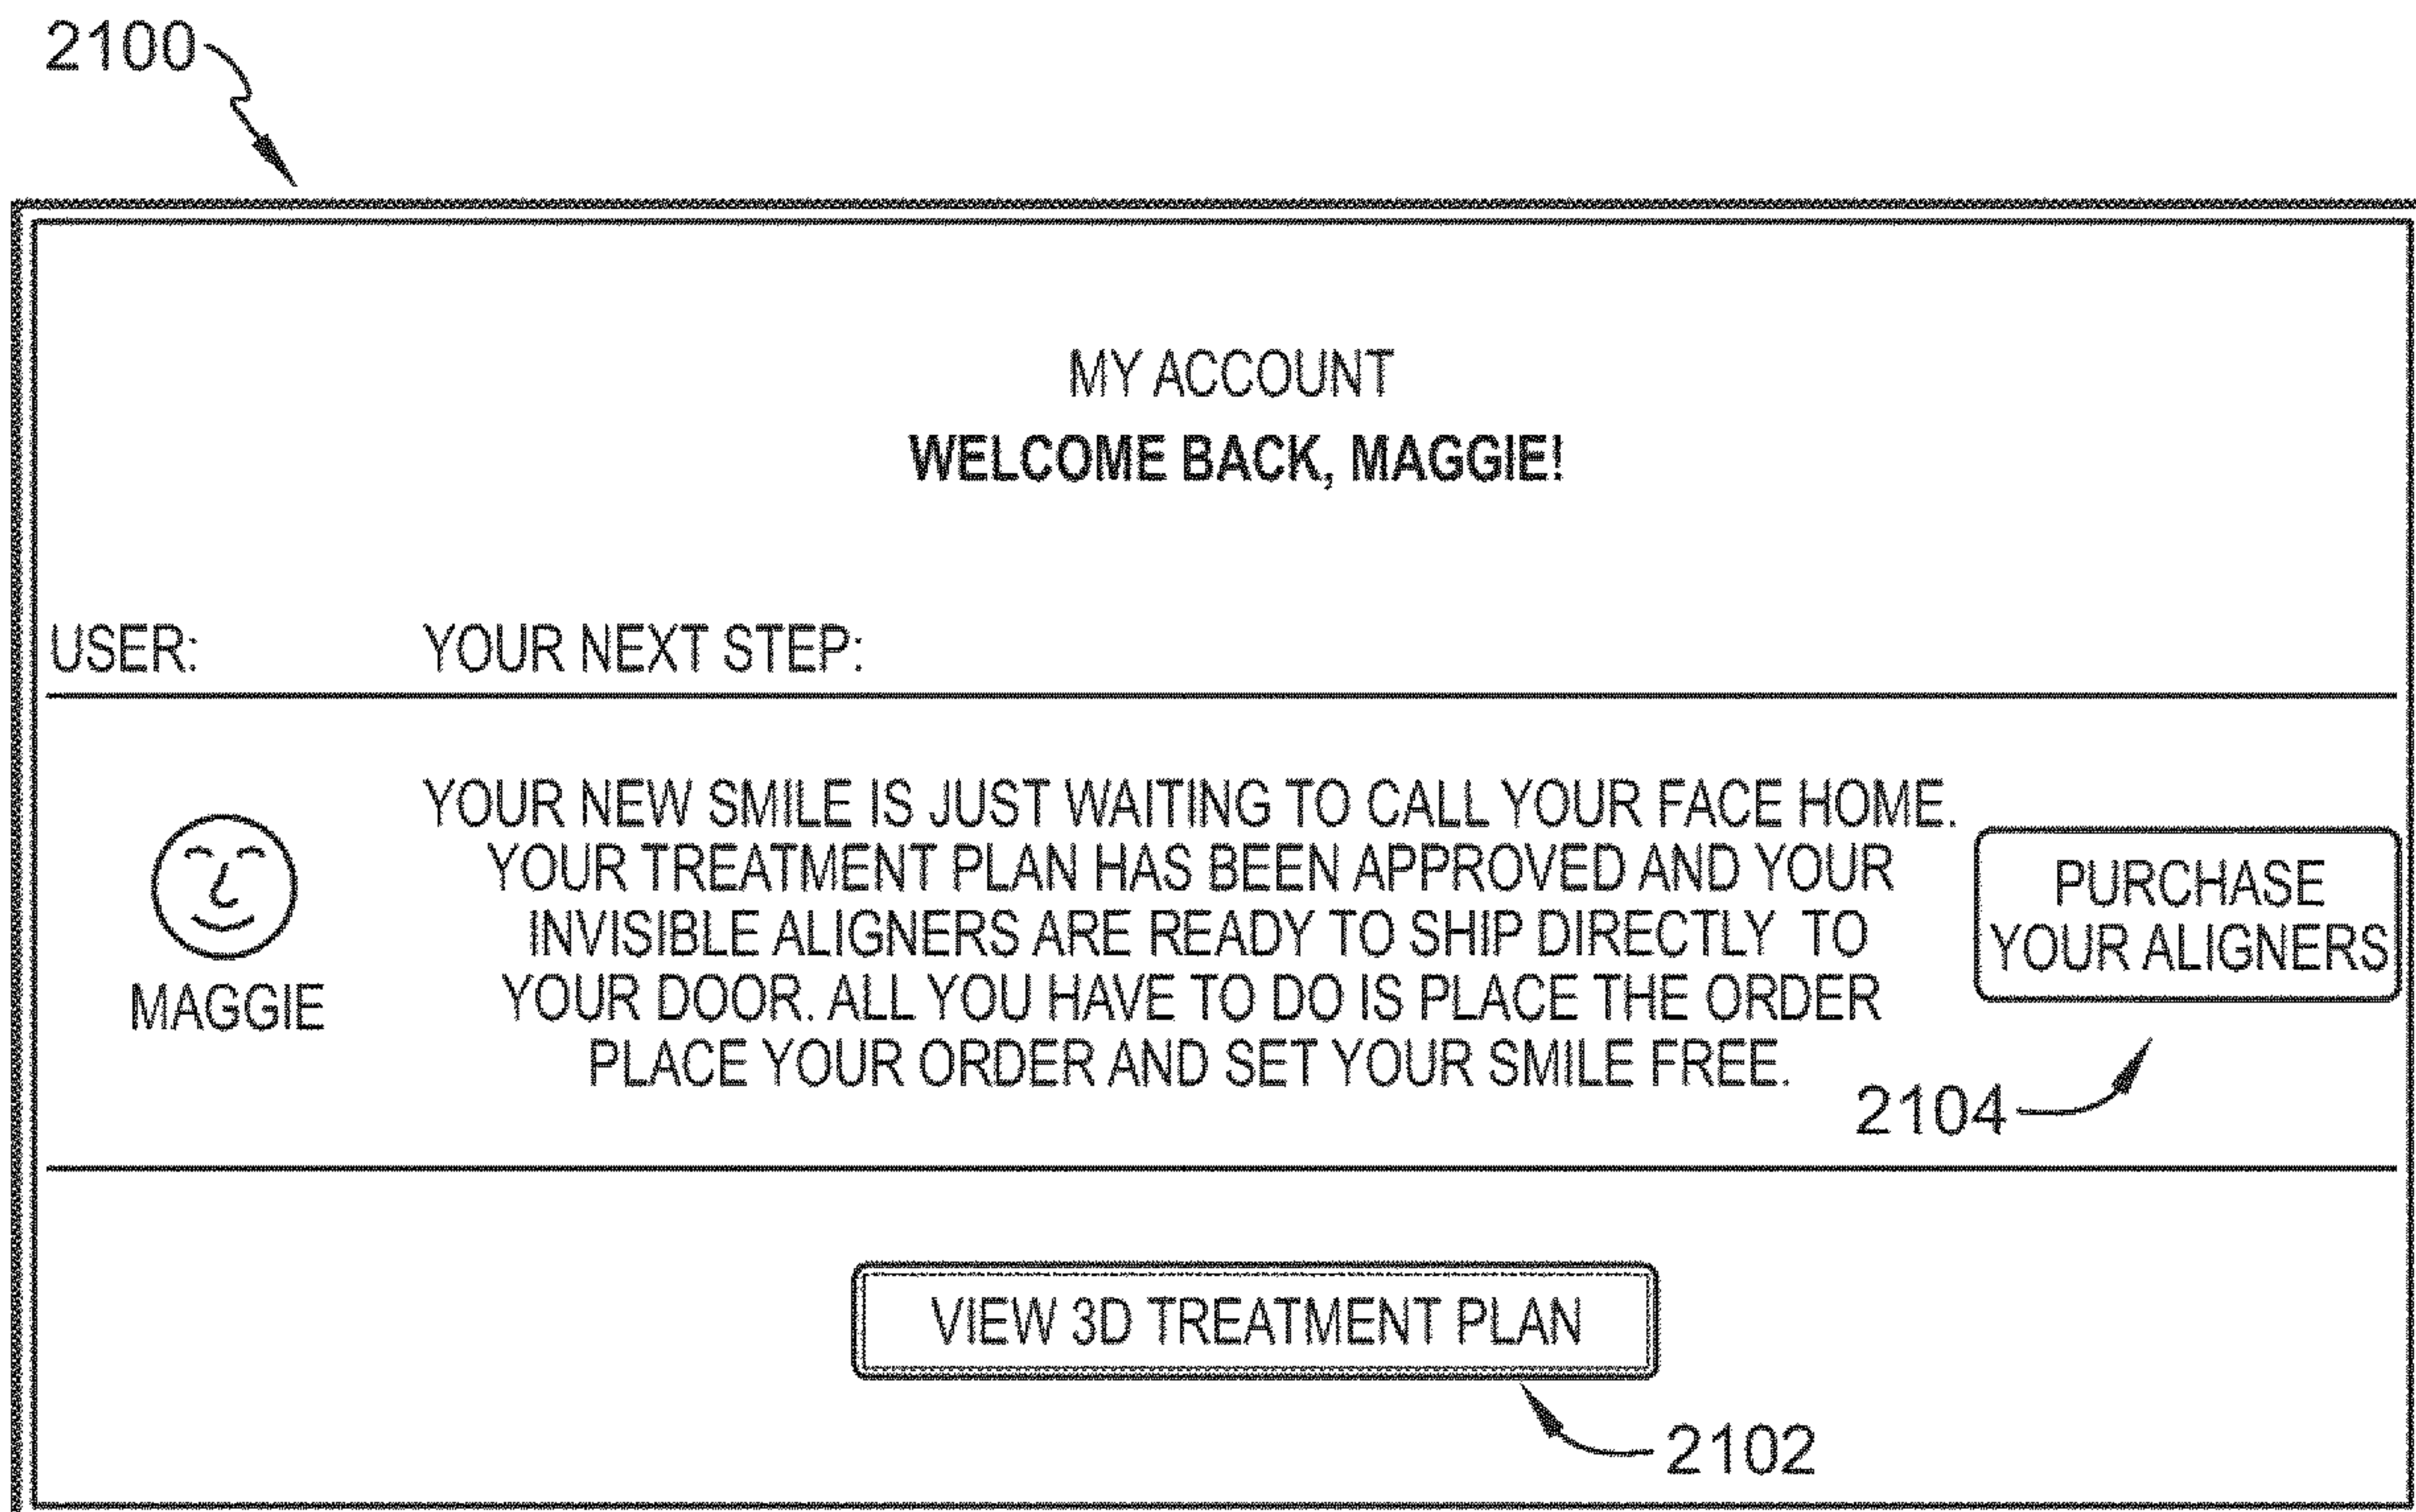 2100
MY ACCOUNT
WELCOME BACK, MAGGIE!
USER:
YOUR NEXT STEP:
MAGGIE
YOUR NEW SMILE IS JUST WAITING TO CALL YOUR FACE HOME.
YOUR TREATMENT PLAN HAS BEEN APPROVED AND YOUR
INVISIBLE ALIGNERS ARE READY TO SHIP DIRECTLY TO
YOUR DOOR. ALL YOU HAVE TO DO IS PLACE THE ORDER
PLACE YOUR ORDER AND SET YOUR SMILE FREE.
PURCHASE
YOUR ALIGNERS
2104
VIEW 3D TREATMENT PLAN
2102